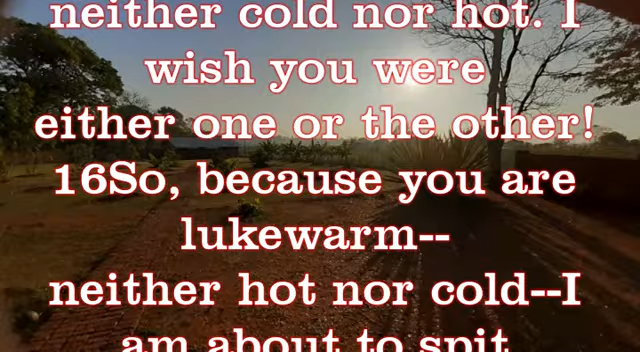 neither cold nor hot. I
wish you were
either one or the other!
16So, because you are
lukewarm--
neither hot nor cold--I
am about to spit